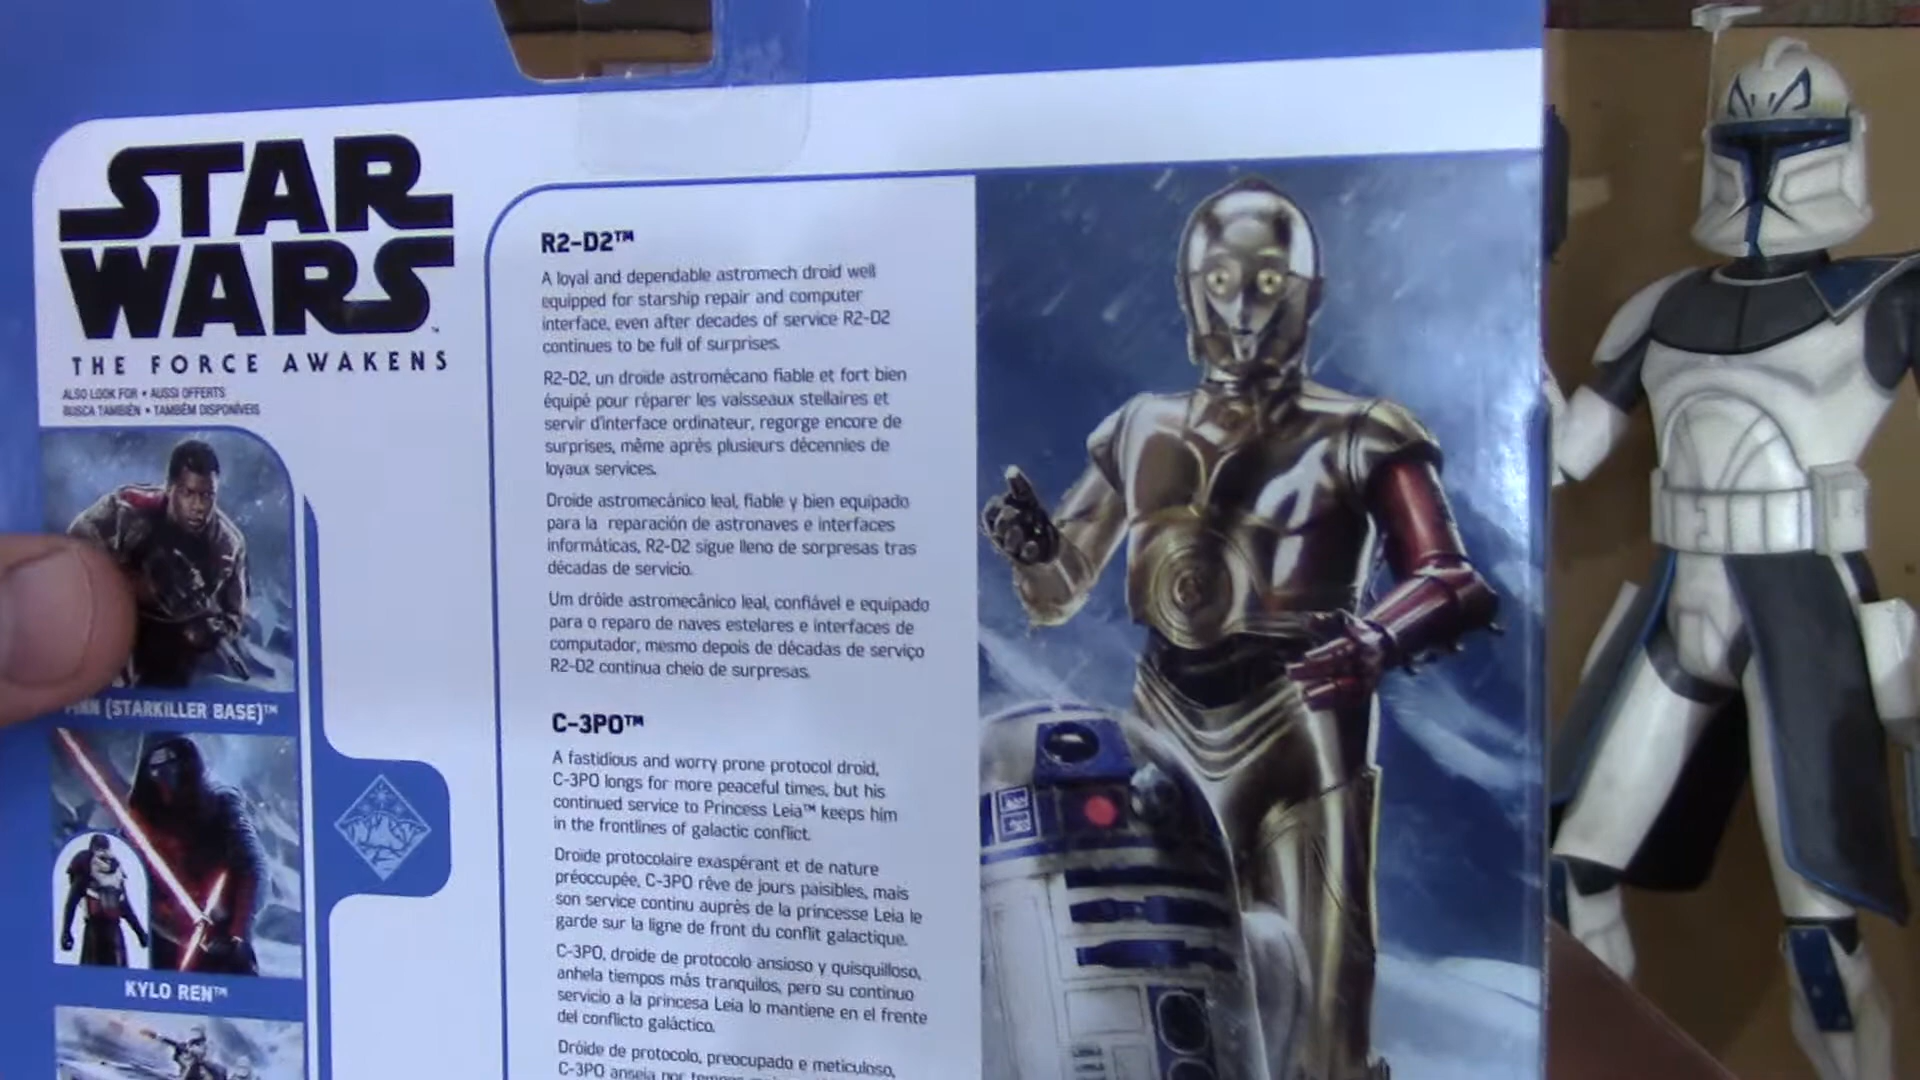 STAR
WARS
THE FORCE AWAKENS
ALSO LOOK FOR • AUSSI OFFERTS
BUSCA TAMBIÉN • TAMBÉM DISPONÍVEIS
(STARKILLER BASE)™
KYLO REN™
R2-D2™
A loyal and dependable astromech droid well
equipped for starship repair and computer
interface, even after decades of service R2-D2
continues to be full of surprises.
R2-D2, un droïde astromécano fiable et fort bien
équipé pour réparer les vaisseaux stellaires et
servir d'interface ordinateur, regorge encore de
surprises, même après plusieurs décennies de
loyaux services.
Droide astromecánico leal, fiable y bien equipado
para la reparación de astronaves e interfaces
informáticas, R2-D2 sigue lleno de sorpresas tras
décadas de servicio.
Um dróide astromecânico leal, confiável e equipado
para o reparo de naves estelares e interfaces de
computador, mesmo depois de décadas de serviço
R2-D2 continua cheio de surpresas.
C-3PO™
A fastidious and worry prone protocol droid,
C-3PO longs for more peaceful times, but his
continued service to Princess Leia™ keeps him
in the frontlines of galactic conflict.
Droïde protocolaire exaspérant et de nature
préoccupée, C-3PO rêve de jours paisibles, mais
son service continu auprès de la princesse Leia le
garde sur la ligne de front du conflit galactique.
C-3PO, droide de protocolo ansioso y quisquilloso,
anhela tiempos más tranquilos, pero su continuo
servicio a la princesa Leia lo mantiene en el frente
del conflicto galáctico.
Dróide de protocolo, preocupado e meticuloso,
C-3PO anseia por